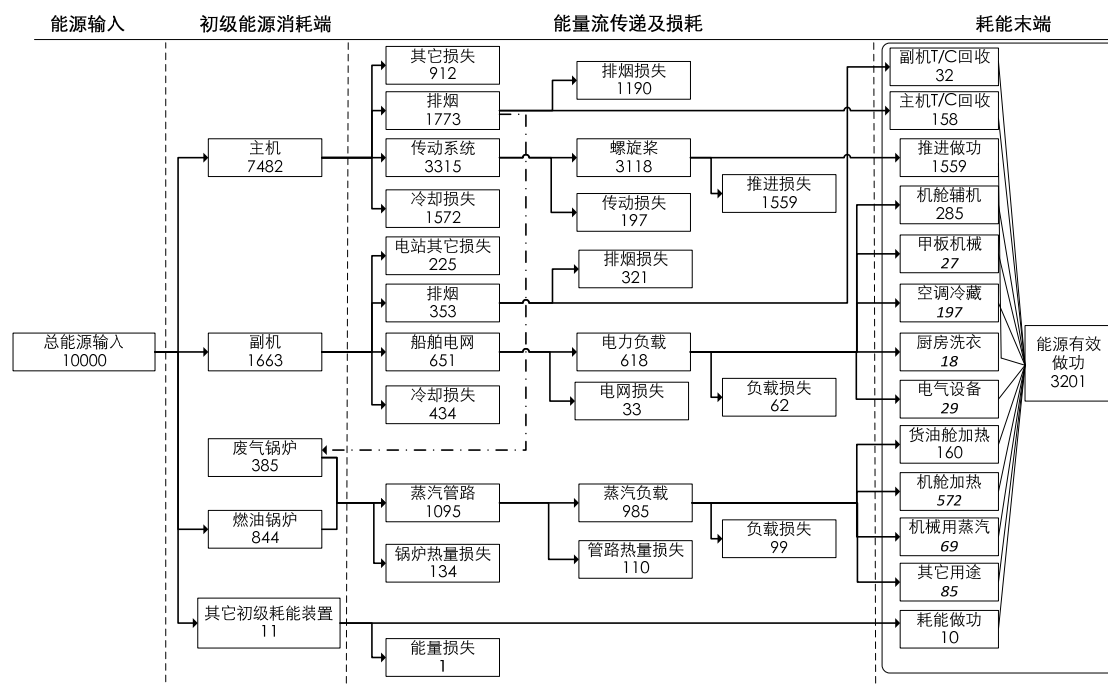 能源输入
初级能源消耗端
能量流传递及损耗
耗能末端
总能源输入
10000
主机
7482
副机
1663
废气锅炉
385
燃油锅炉
844
其它初级耗能装置
11
其它损失
912
排烟
1773
传动系统
3315
冷却损失
1572
电站其它损失
225
排烟
353
船舶电网
651
冷却损失
434
蒸汽管路
1095
锅炉热量损失
134
能量损失
1
排烟损失
1190
螺旋桨
3118
传动损失
197
排烟损失
321
电力负载
618
电网损失
33
蒸汽负载
985
管路热量损失
110
推进损失
1559
负载损失
62
负载损失
99
副机T/C回收
32
主机T/C回收
158
推进做功
1559
机舱辅机
285
甲板机械
27
空调冷藏
197
厨房洗衣
18
电气设备
29
货油舱加热
160
机舱加热
572
机械用蒸汽
69
其它用途
85
耗能做功
10
能源有效
做功
3201